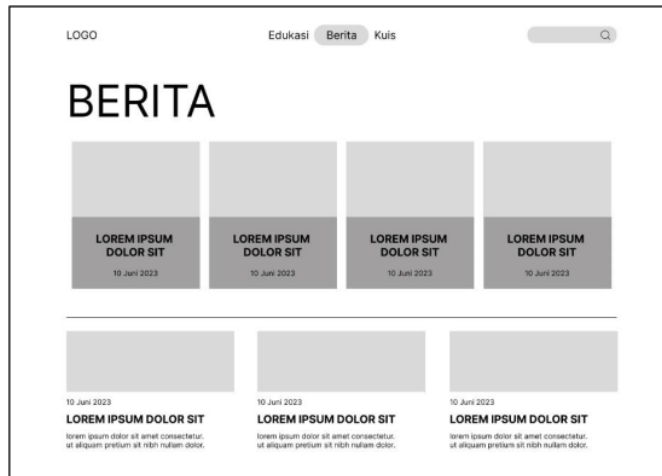 LOGO
Edukasi Berita Kuis
BERITA
LOREM IPSUM
DOLOR SIT
10 Juni 2023
LOREM IPSUM
DOLOR SIT
10 Juni 2023
LOREM IPSUM
DOLOR SIT
10 Juni 2023
LOREM IPSUM
DOLOR SIT
10 Juni 2023
10 Juni 2023
LOREM IPSUM DOLOR SIT
lorem ipsum dolor sit amet consectetur.
ut aliquam pretium sit nibh nullam dolor.
10 Juni 2023
LOREM IPSUM DOLOR SIT
lorem ipsum dolor sit amet consectetur.
ut aliquam pretium sit nibh nullam dolor.
10 Juni 2023
LOREM IPSUM DOLOR SIT
lorem ipsum dolor sit amet consectetur.
ut aliquam pretium sit nibh nullam dolor.